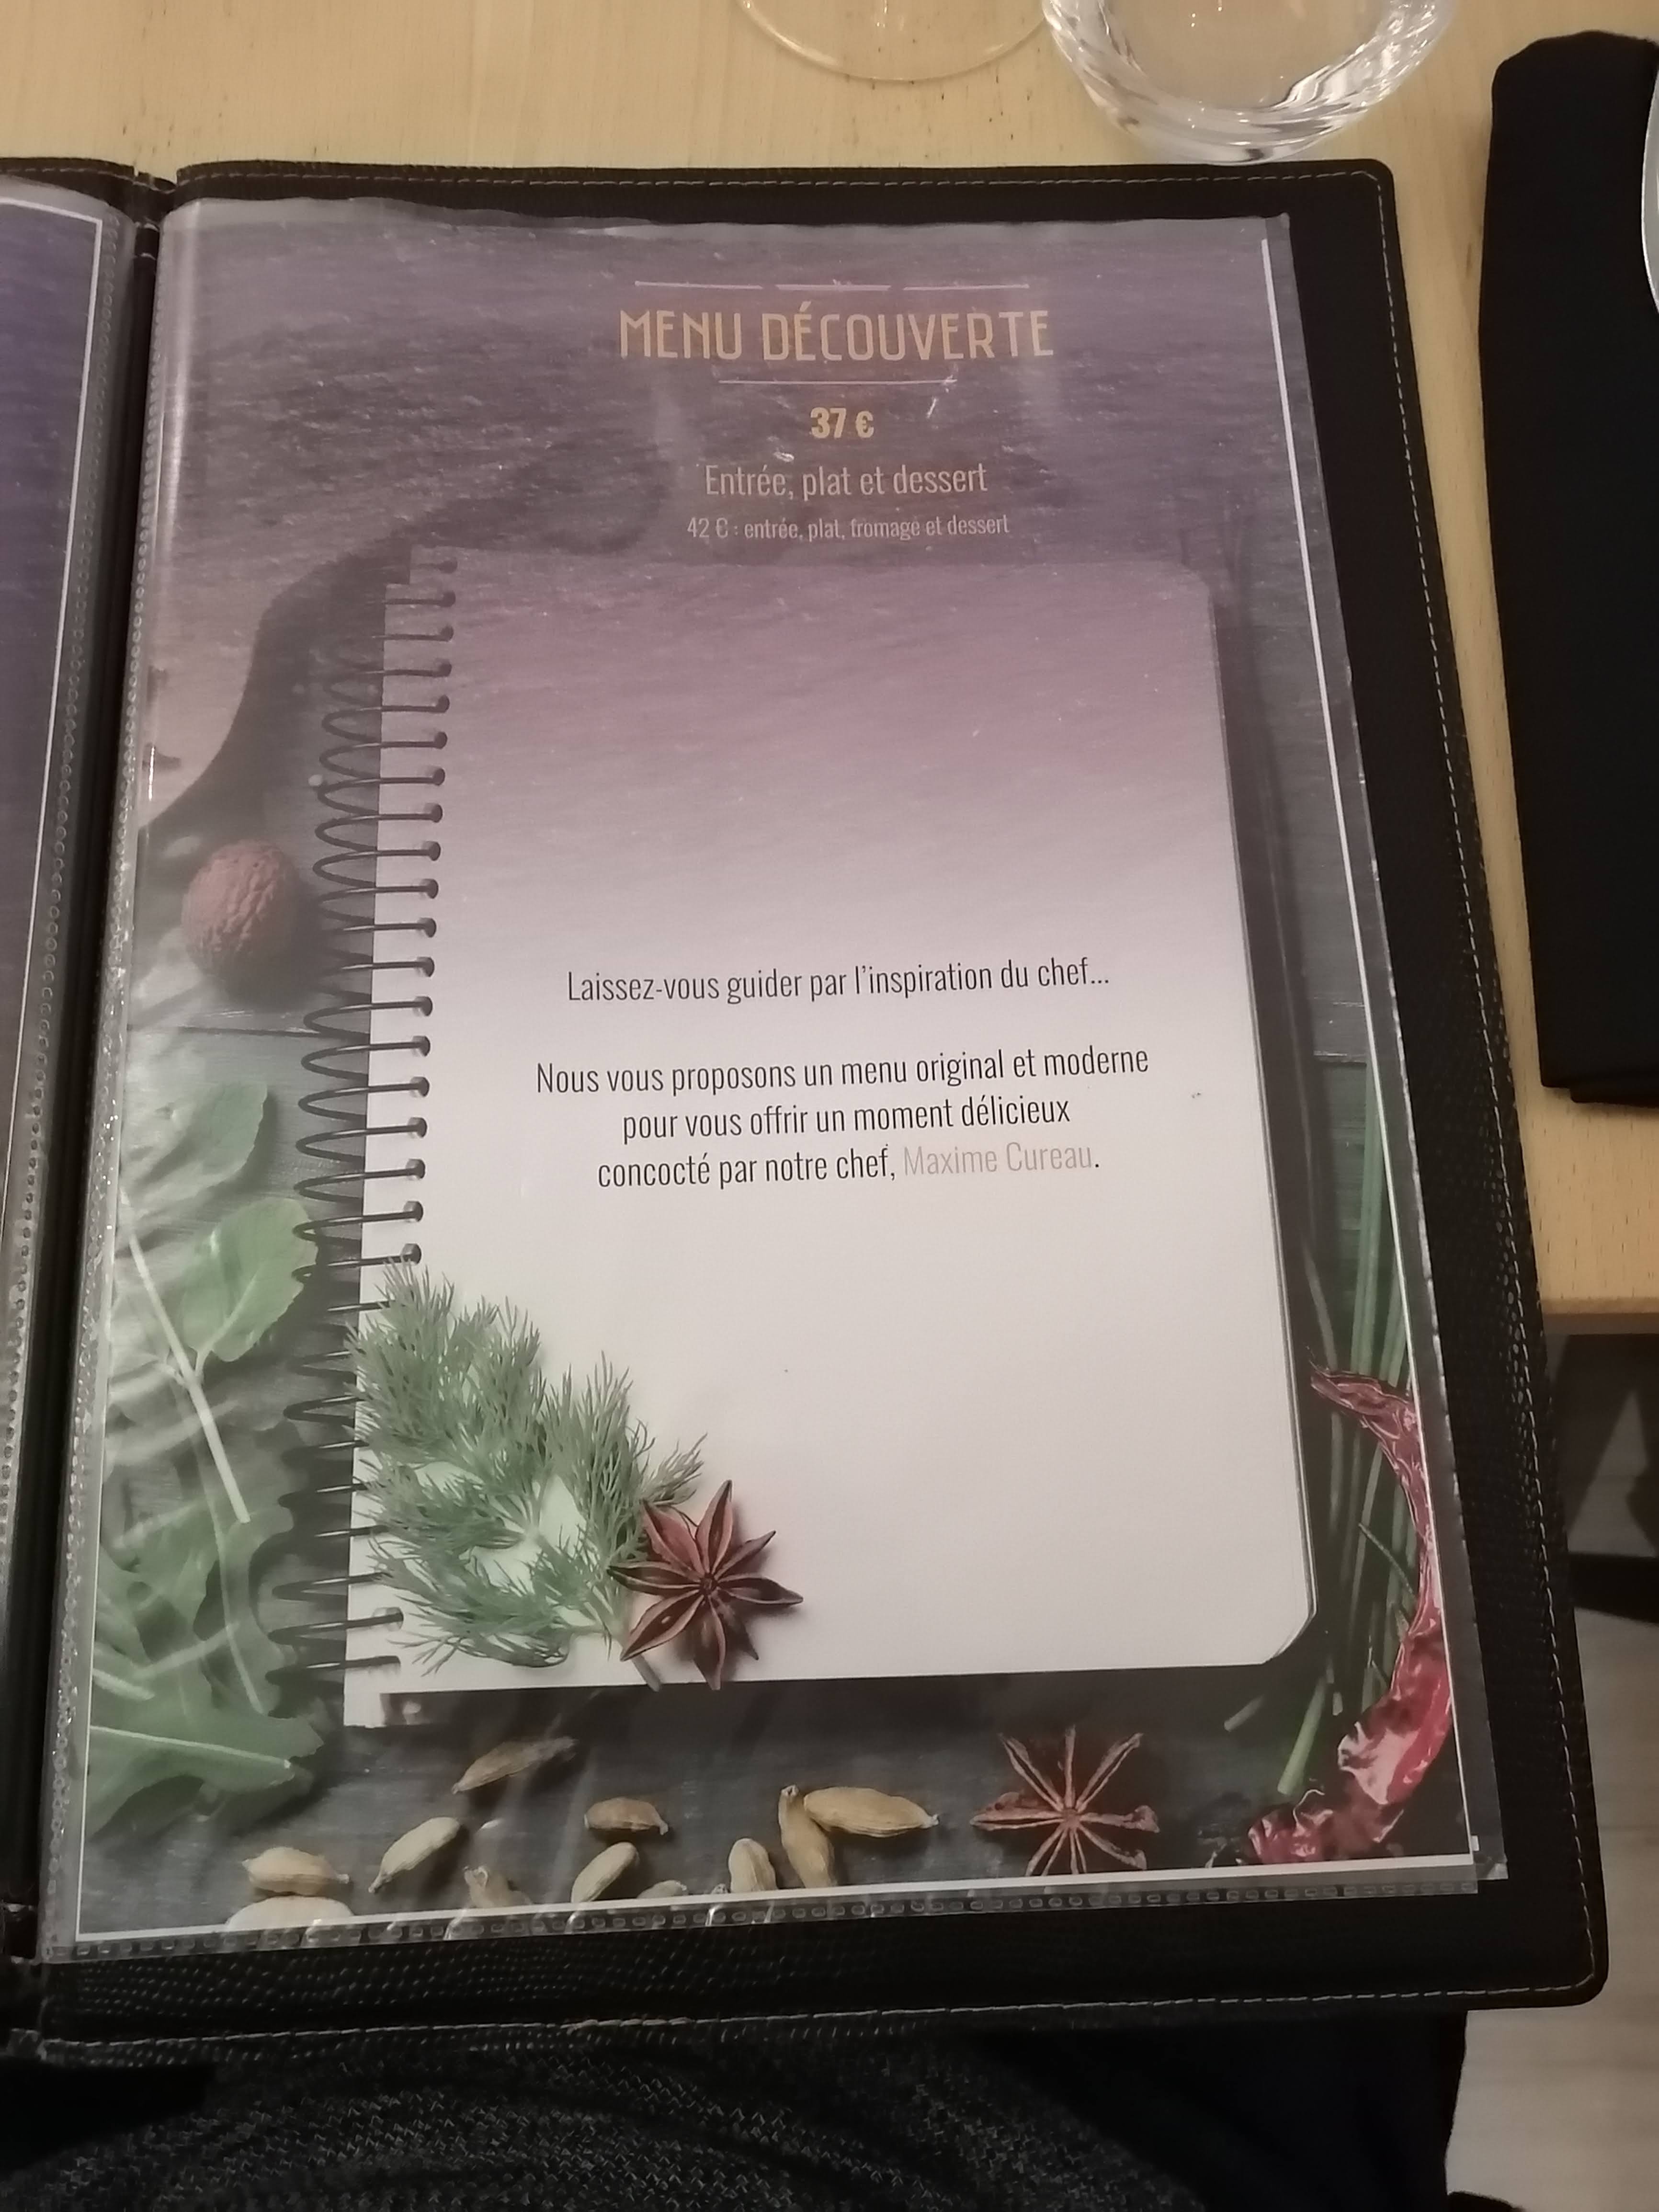 MENU DÉCOUVERTE
37 €
Entrée, plat et dessert
42 € : entrée, plat, fromage et dessert
Laissez-vous guider par l'inspiration du chef...
Nous vous proposons un menu original et moderne
pour vous offrir un moment délicieux
concocté par notre chef, Maxime Cureau.